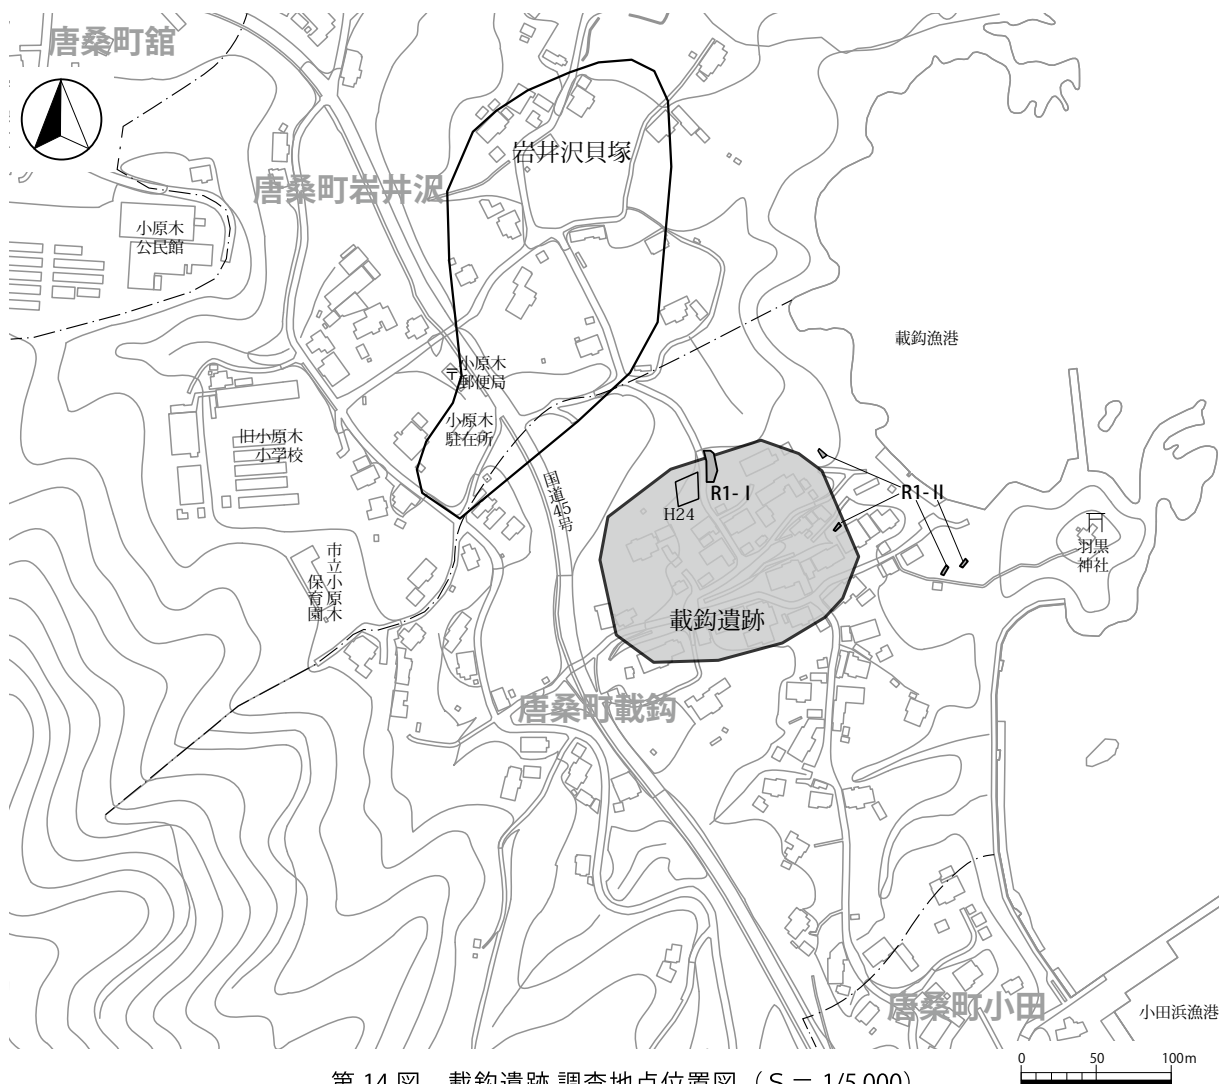 唐桑町舘
岩井沢貝塚
唐桑町岩井沢
小原木
公民館
載鈎漁港
〒
小原木
郵便局
小原木
駐在所
旧小原木
小学校
国道45号
R1-Ⅰ
R1-Ⅱ
H24
市立小原木
保育園
羽黒
神社
載鈎遺跡
唐桑町載鈎
唐桑町小田
小田浜漁港
0 50 100m
第 14 図 載鈎遺跡 調査地点位置図（S = 1/5,000）